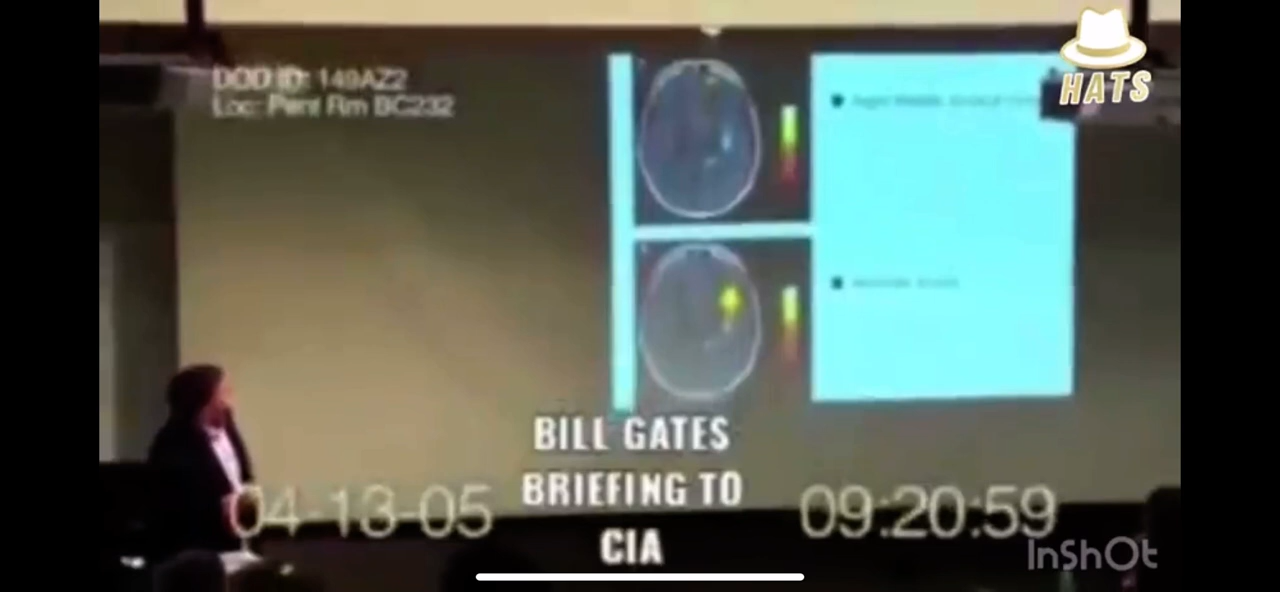 HATS
DOD ID: 149AZ2
Loc: Pent Rm BC232
BILL GATES
BRIEFING TO
CIA
04-13-05
09:20:59
InShOt